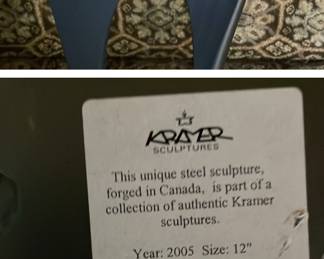 KRAMER
SCULPTURES
This unique steel sculpture,
forged in Canada, is part of a
collection of authentic Kramer
sculptures.
Year: 2005 Size: 12"